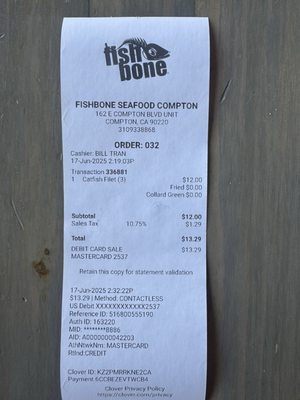 fish
bone
FISHBONE SEAFOOD COMPTON
162 E COMPTON BLVD UNIT
COMPTON, CA 90220
3109338868
ORDER: 032
Cashier: BILL TRAN
17-Jun-2025 2:19:03P
Transaction 336881
1 Catfish Filet (3) $12.00
Fried $0.00
Collard Green $0.00
Subtotal $12.00
Sales Tax 10.75% $1.29
Total $13.29
DEBIT CARD SALE $13.29
MASTERCARD 2537
Retain this copy for statement validation
17-Jun-2025 2:32:22P
$13.29 | Method: CONTACTLESS
US Debit XXXXXXXXXXXX2537
Reference ID: 516800555190
Auth ID: 163220
MID: ********8886
AID: A0000000042203
AthNtwkNm: MASTERCARD
RtInd:CREDIT
Clover ID: KZ2PMRRKNE2CA
Payment 6CCBEZEVTWCB4
Clover Privacy Policy
https://clover.com/privacy